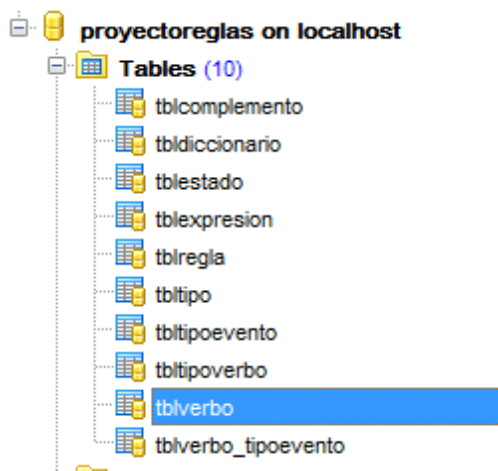 proyectoreglas on localhost
Tables (10)
tblcomplemento
tbldiccionario
tblestado
tblexpresion
tblregla
tbltipo
tbltipoevento
tbltipoverbo
tblverbo
tblverbo_tipoevento